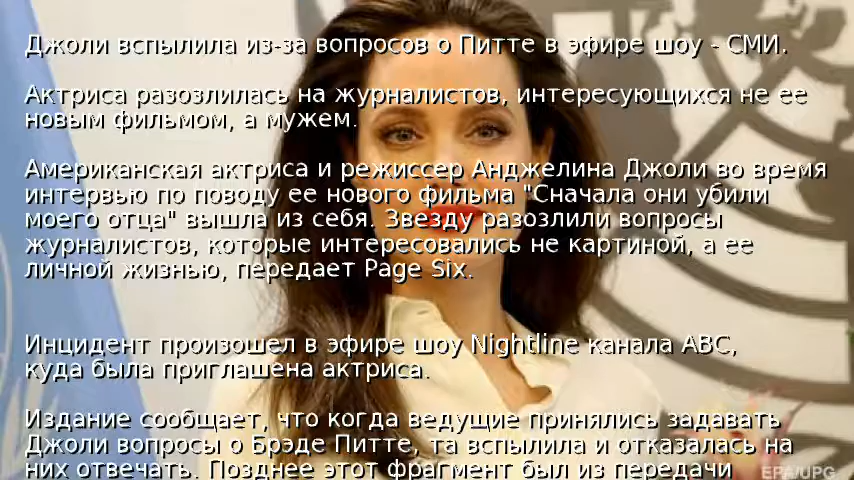 Джоли вспылила из-за вопросов о Питте в эфире шоу - СМИ.
Актриса разозлилась на журналистов, интересующихся не ее
новым фильмом, а мужем.
Американская актриса и режиссер Анджелина Джоли во время
интервью по поводу ее нового фильма "Сначала они убили
моего отца" вышла из себя. Звезду разозлили вопросы
журналистов, которые интересовались не картиной, а ее
личной жизнью, передает Page Six.
Инцидент произошел в эфире шоу Nightline канала ABC,
куда была приглашена актриса.
Издание сообщает, что когда ведущие принялись задавать
Джоли вопросы о Брэде Питте, та вспылила и отказалась на
них отвечать. Позднее этот фрагмент был из передачи
EPA/UPG